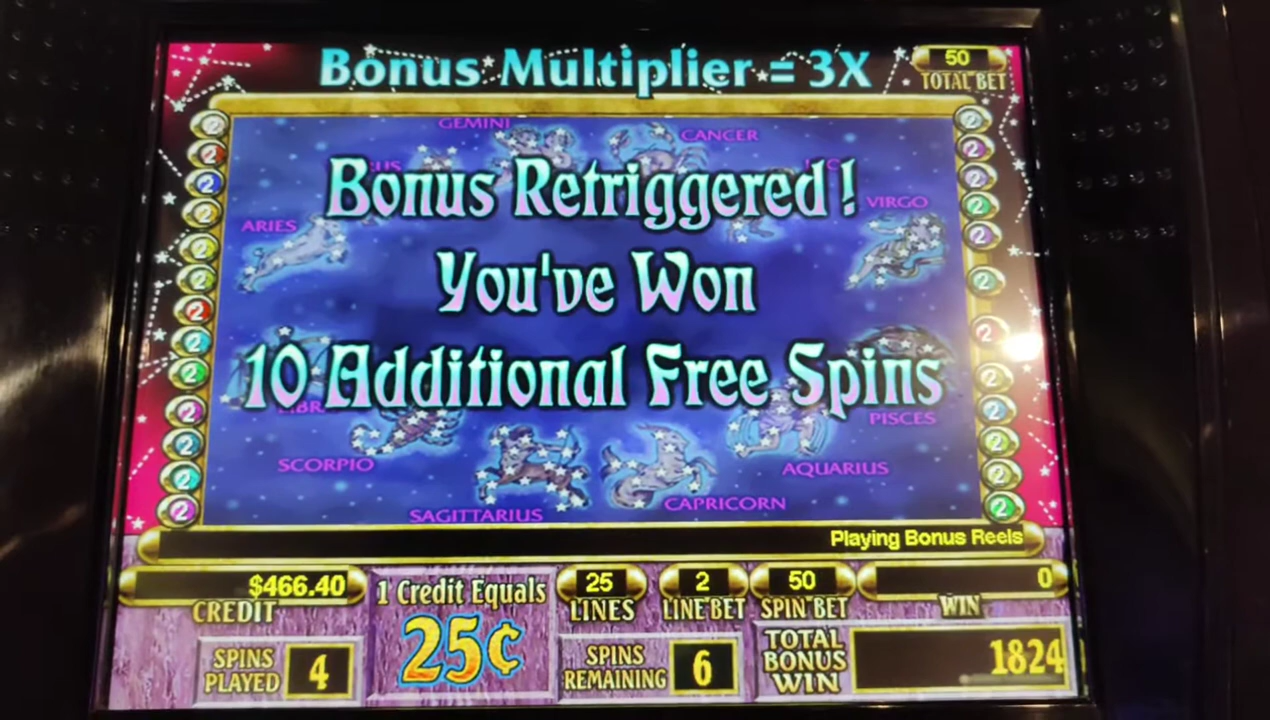 Bonus Multiplier = 3X
50
TOTAL BET
GEMINI
CANCER
Bonus Retriggered!
ARIES
VIRGO
You've Won
10 Additional Free Spins
LIBRA
PISCES
SCORPIO
AQUARIUS
SAGITTARIUS
CAPRICORN
Playing Bonus Reels
$466.40
CREDIT
1 Credit Equals
25¢
25
LINES
2
LINE BET
50
SPIN BET
0
WIN
SPINS
PLAYED
4
SPINS
REMAINING
6
TOTAL
BONUS
WIN
1824